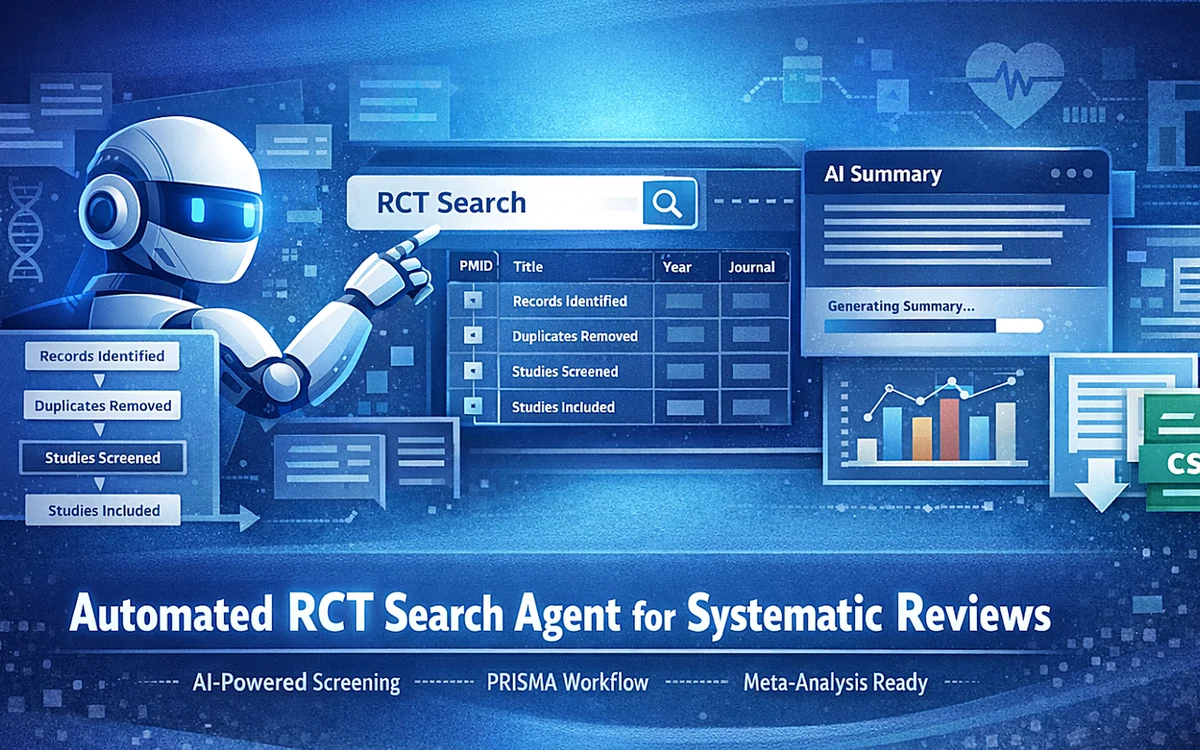 RCT Search
AI Summary
PMID Title Year Journal
Records Identified
Duplicates Removed
Studies Screened
Studies Included
Generating Summary...
Records Identified
Duplicates Removed
Studies Screened
Studies Included
CS
Automated RCT Search Agent for Systematic Reviews
AI-Powered Screening PRISMA Workflow Meta-Analysis Ready